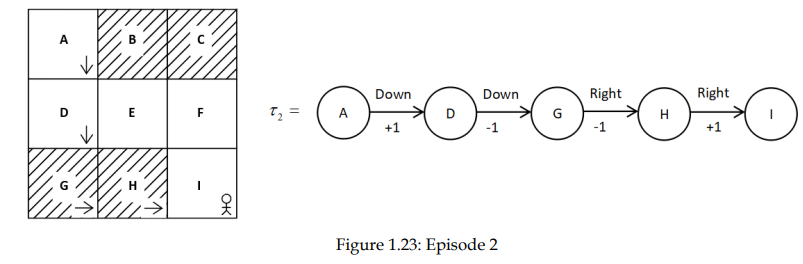 A B C
D E F
G H I
τ₂ =
A D G H I
Down Down Right Right
+1 -1 -1 +1
Figure 1.23: Episode 2